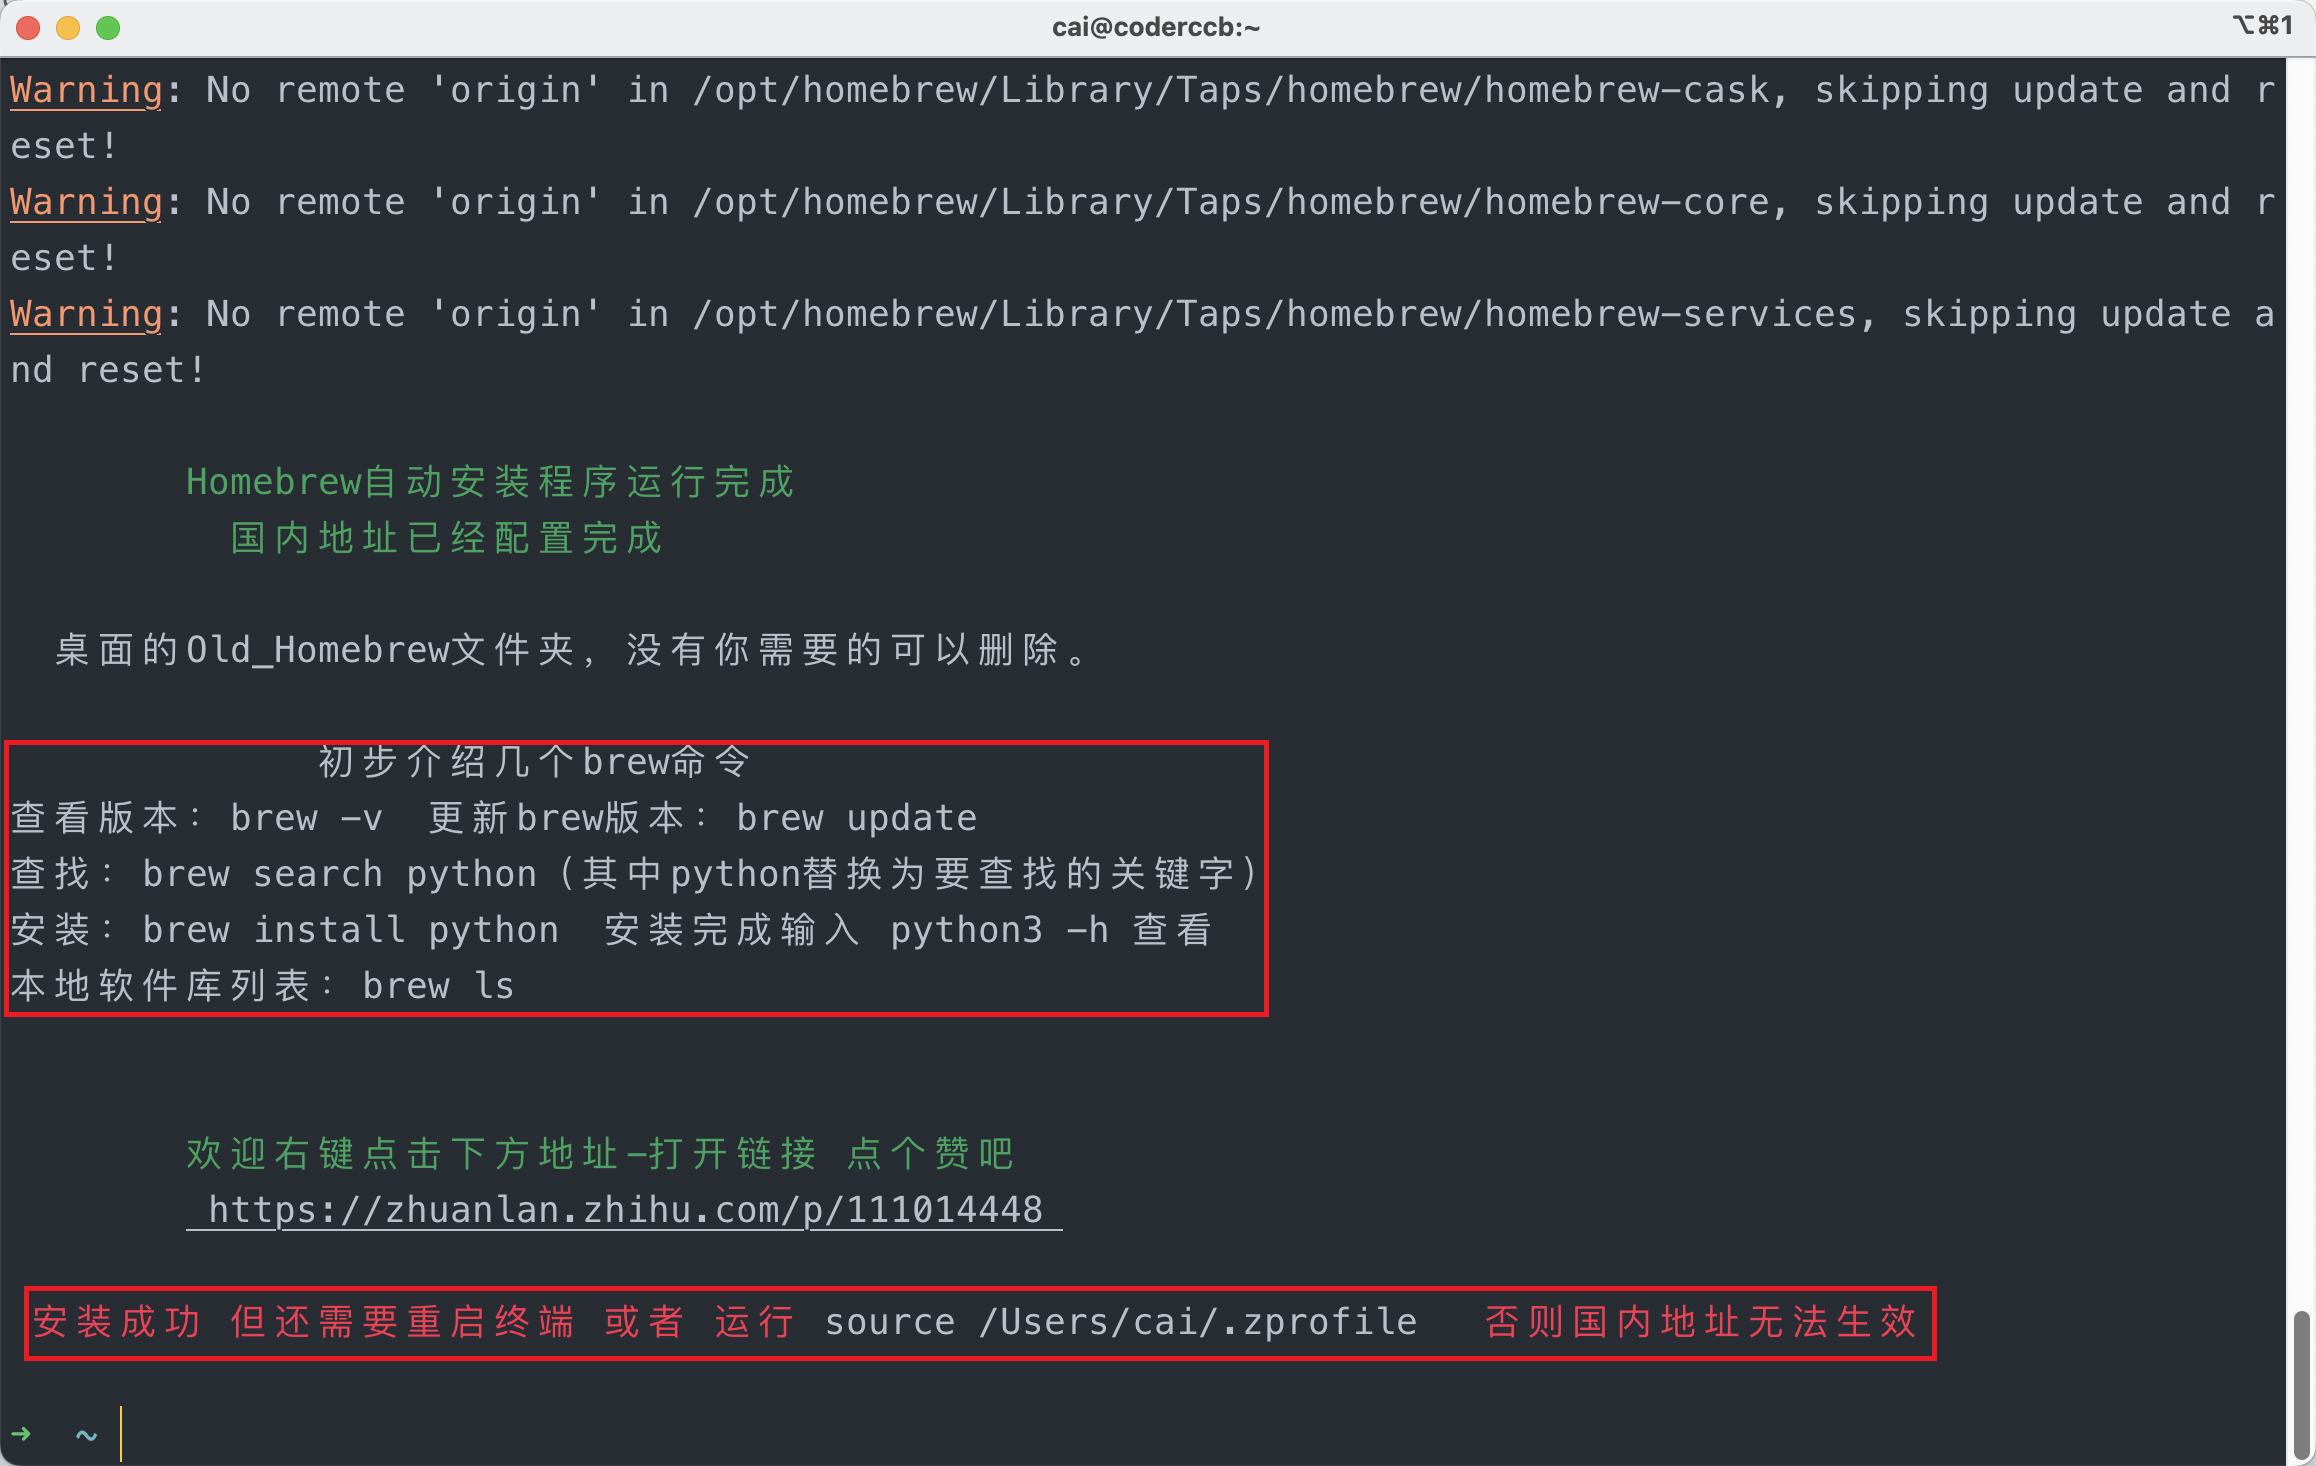 cai@coderccb:~
⌥⌘1
Warning: No remote 'origin' in /opt/homebrew/Library/Taps/homebrew/homebrew-cask, skipping update and r
eset!
Warning: No remote 'origin' in /opt/homebrew/Library/Taps/homebrew/homebrew-core, skipping update and r
eset!
Warning: No remote 'origin' in /opt/homebrew/Library/Taps/homebrew/homebrew-services, skipping update a
nd reset!
Homebrew自动安装程序运行完成
国内地址已经配置完成
桌面的Old_Homebrew文件夹，没有你需要的可以删除。
初步介绍几个brew命令
查看版本：brew -v  更新brew版本：brew update
查找：brew search python（其中python替换为要查找的关键字）
安装：brew install python  安装完成输入 python3 -h 查看
本地软件库列表：brew ls
欢迎右键点击下方地址-打开链接 点个赞吧
https://zhuanlan.zhihu.com/p/111014448
安装成功 但还需要重启终端 或者 运行 source /Users/cai/.zprofile   否则国内地址无法生效
➜  ~